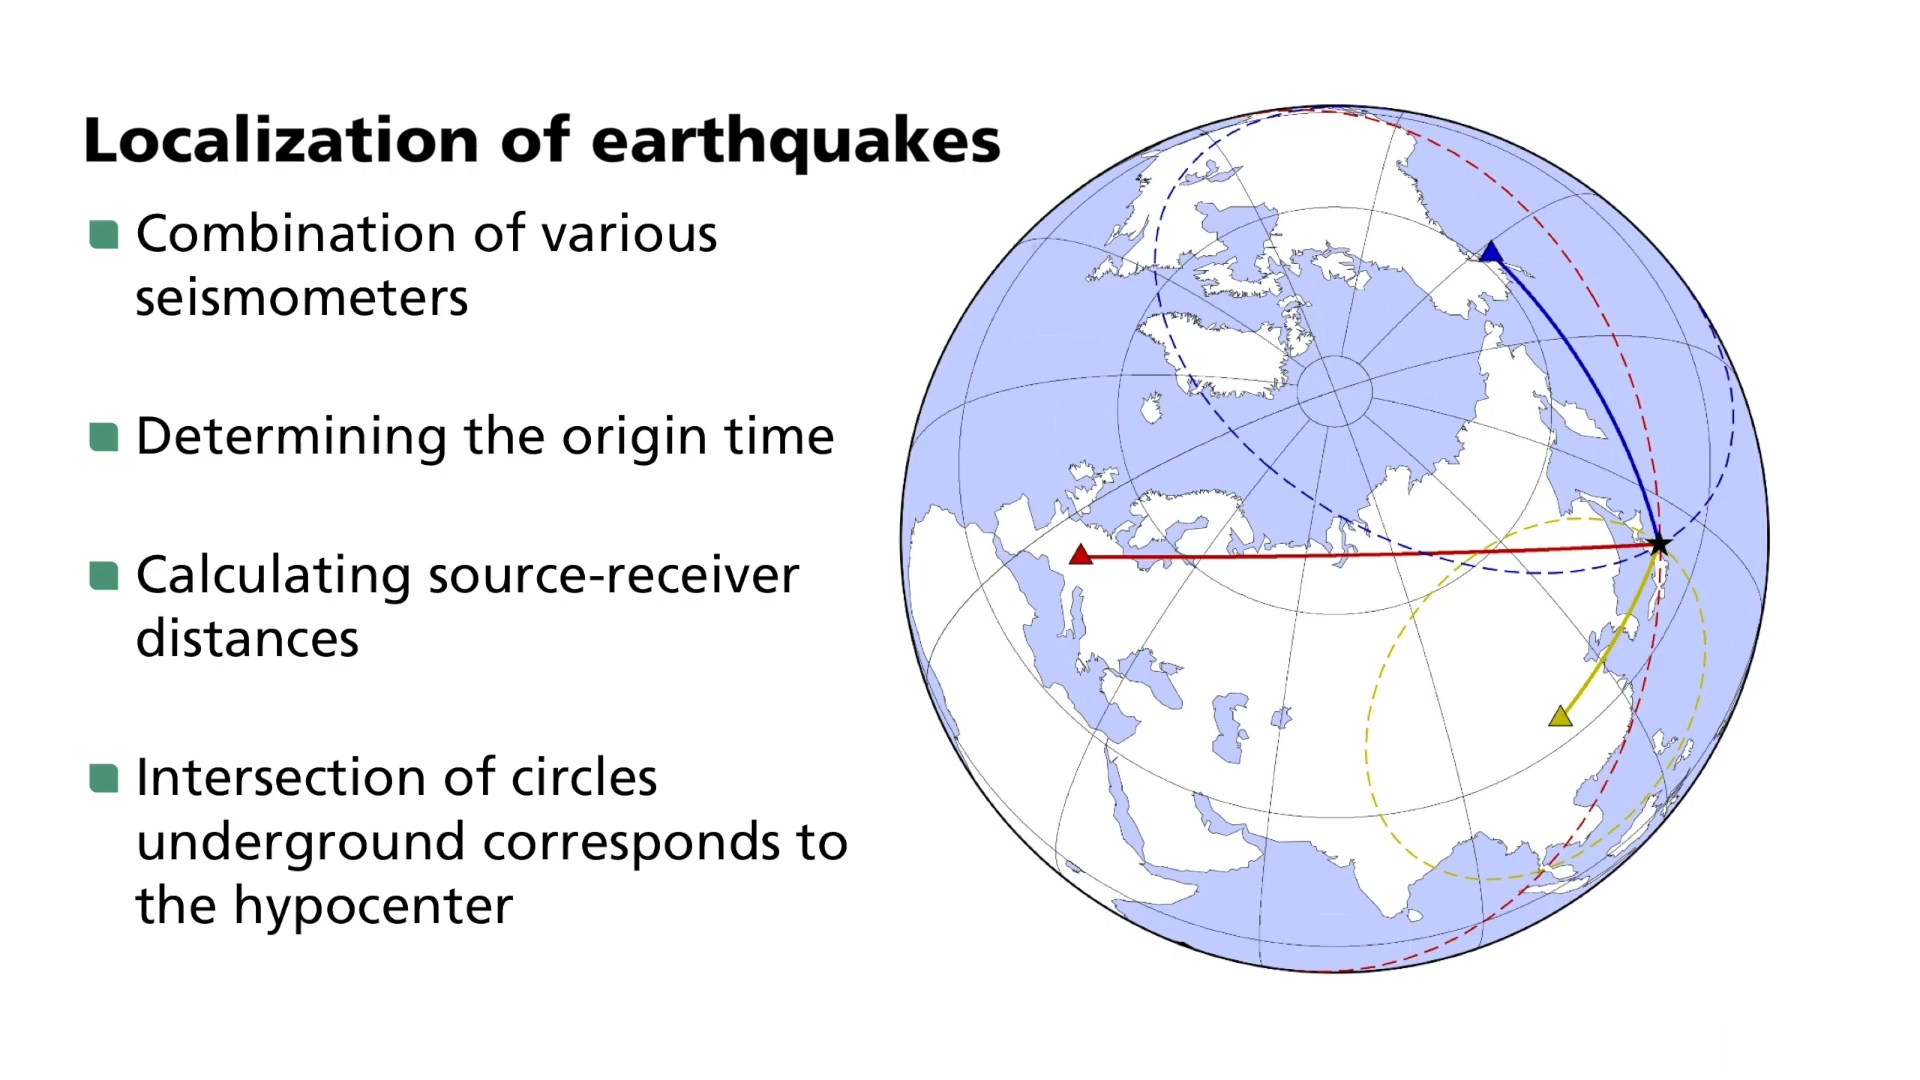 Localization of earthquakes
Combination of various
seismometers
Determining the origin time
Calculating source-receiver
distances
Intersection of circles
underground corresponds to
the hypocenter